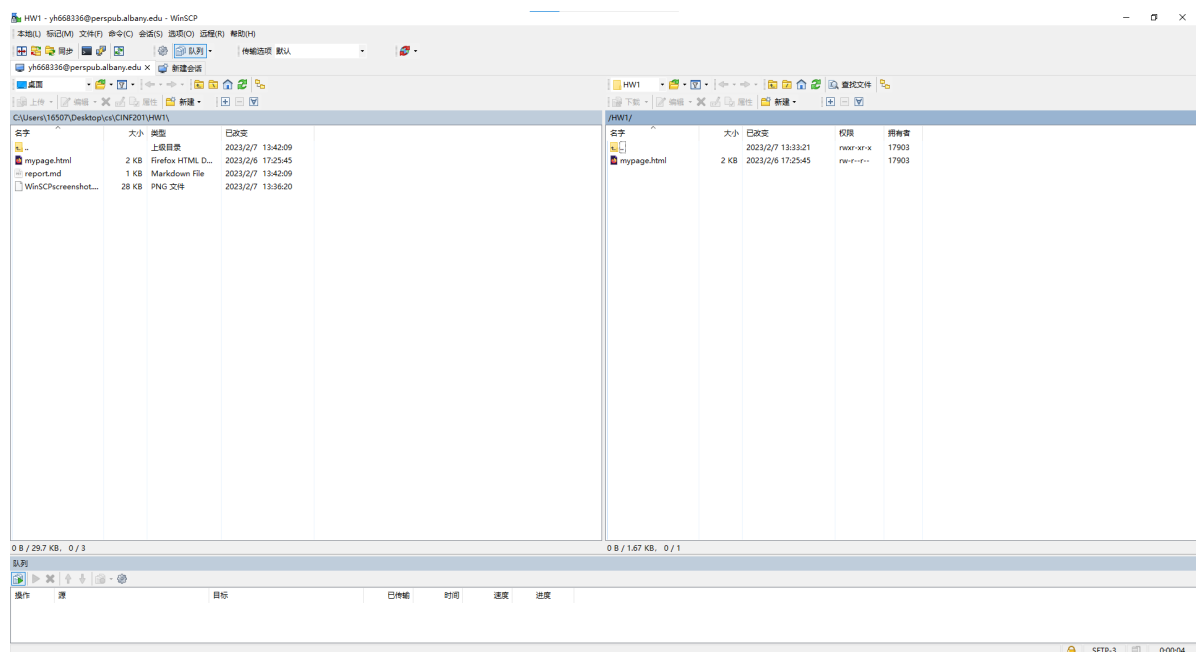 HW1 - yh668336@perspub.albany.edu - WinSCP
本地(L) 标记(M) 文件(F) 命令(C) 会话(S) 选项(O) 远程(R) 帮助(H)
同步 队列 传输选项 默认
yh668336@perspub.albany.edu × 新建会话
桌面
上传 编辑 属性 新建
C:\Users\16507\Desktop\cs\CINF201\HW1\
名字 大小 类型 已改变
.. 上级目录 2023/2/7 13:42:09
mypage.html 2 KB Firefox HTML D... 2023/2/6 17:25:45
report.md 1 KB Markdown File 2023/2/7 13:42:09
WinSCPscreenshot.... 28 KB PNG 文件 2023/2/7 13:36:20
0 B / 29.7 KB, 0 / 3
HW1 查找文件
下载 编辑 属性 新建
/HW1/
名字 大小 已改变 权限 拥有者
.. 2023/2/7 13:33:21 rwxr-xr-x 17903
mypage.html 2 KB 2023/2/6 17:25:45 rw-r--r-- 17903
0 B / 1.67 KB, 0 / 1
队列
操作 源 目标 已传输 时间 速度 进度
SFTP-3 0:00:04